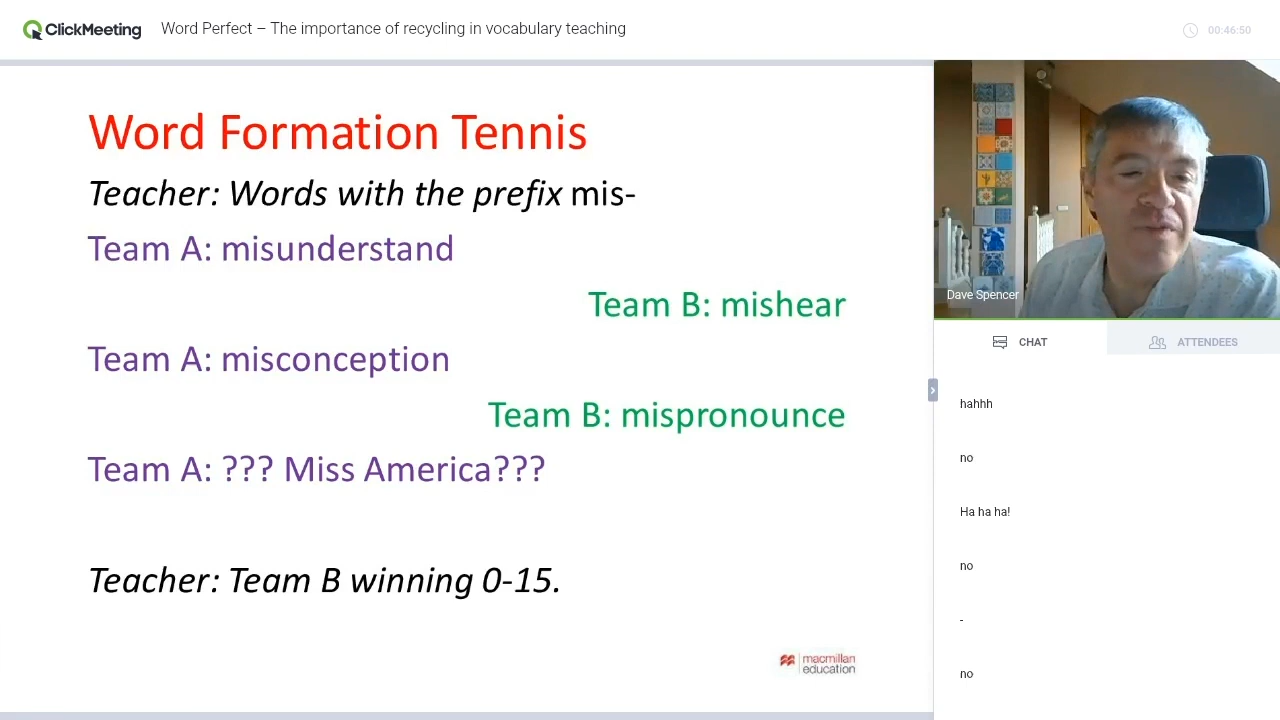 ClickMeeting
Word Perfect – The importance of recycling in vocabulary teaching
00:46:50
Word Formation Tennis
Teacher: Words with the prefix mis-
Team A: misunderstand
Team B: mishear
Team A: misconception
Team B: mispronounce
Team A: ??? Miss America???
Teacher: Team B winning 0-15.
macmillan
education
Dave Spencer
CHAT
ATTENDEES
hahhh
no
Ha ha ha!
no
-
no